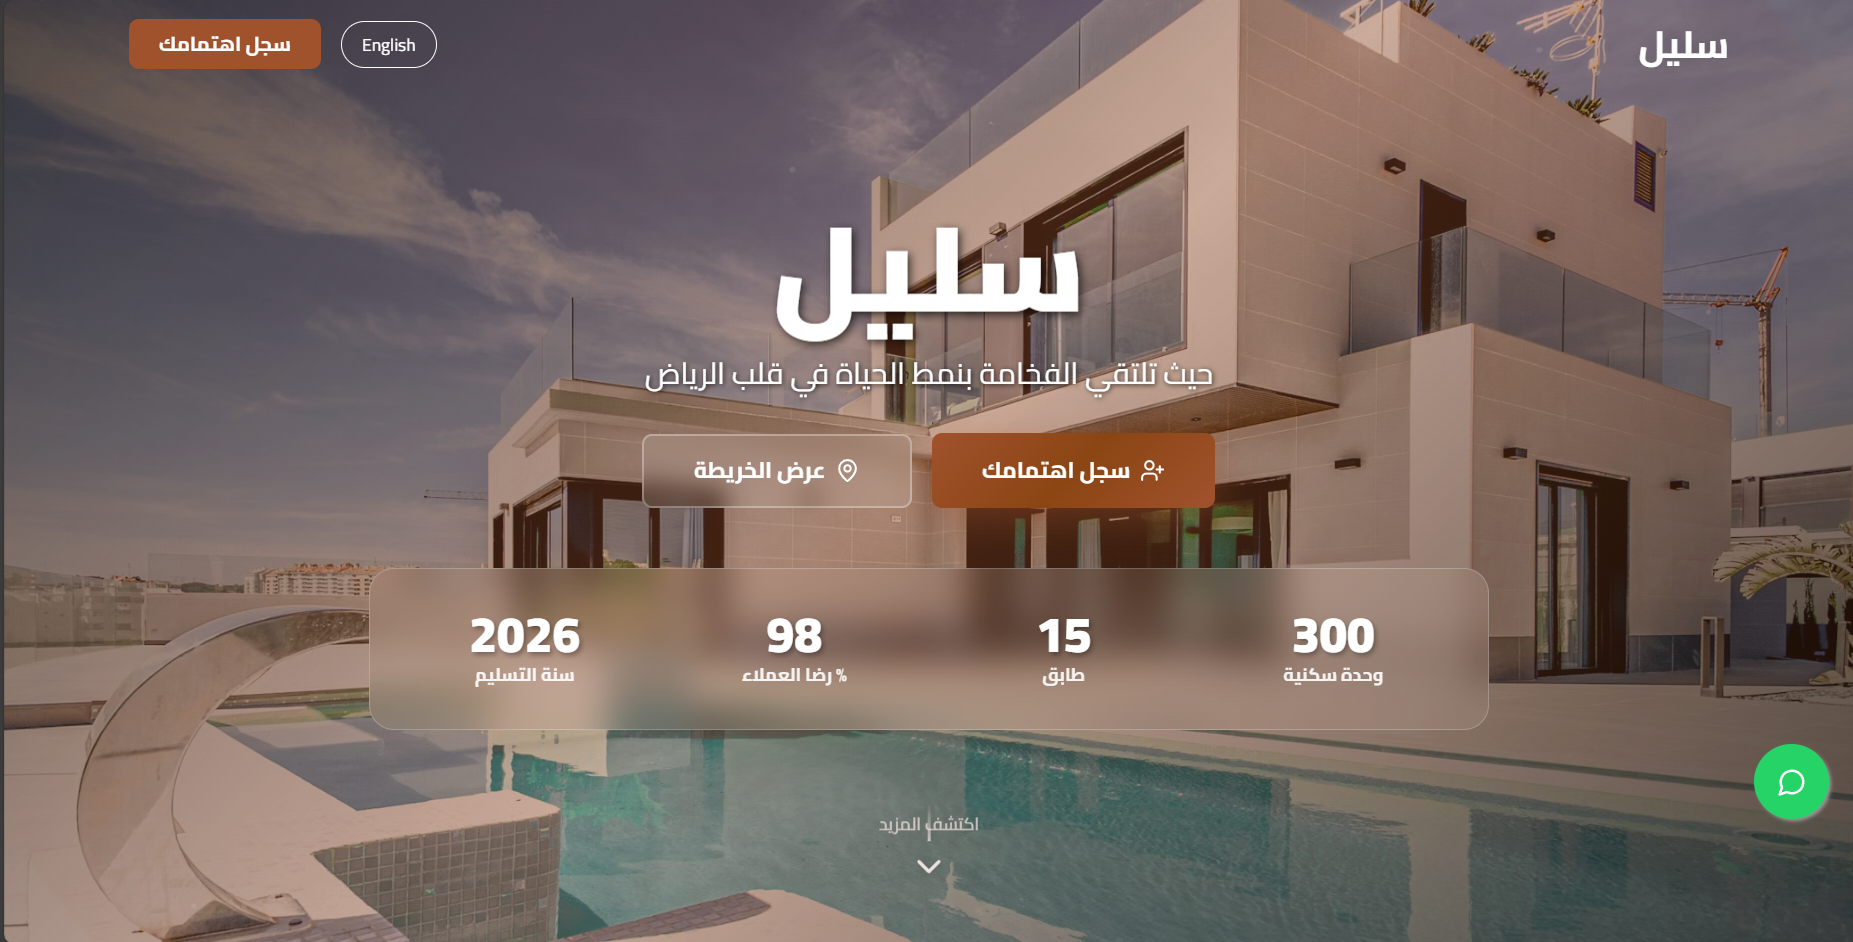 سليل
English
سجل اهتمامك
سليل
حيث تلتقي الفخامة بنمط الحياة في قلب الرياض
سجل اهتمامك
عرض الخريطة
300
وحدة سكنية
15
طابق
98
% رضا العملاء
2026
سنة التسليم
اكتشف المزيد